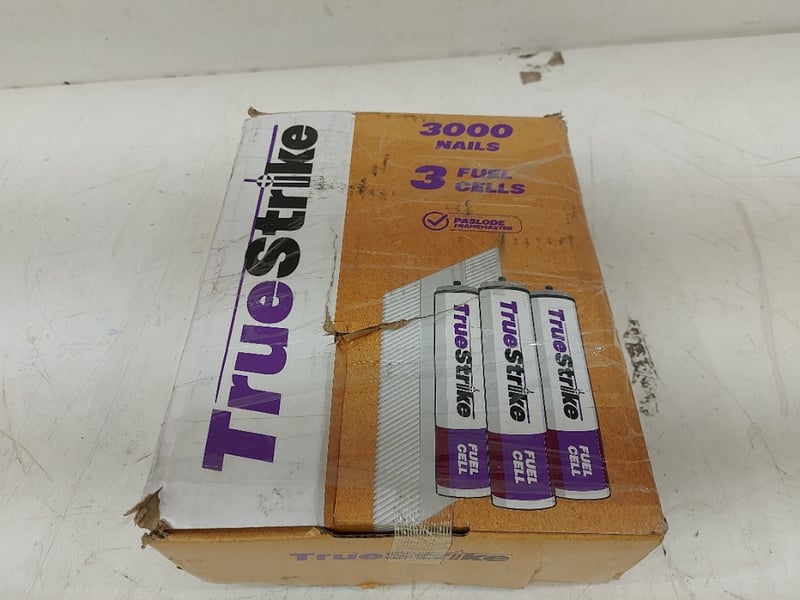 TrueStrike
3000
NAILS
3 FUEL
CELLS
PASLODE
FRAMEMASTER
TrueStrike
FUEL
CELL
TrueStrike
FUEL
CELL
TrueStrike
FUEL
CELL
TrueStrike